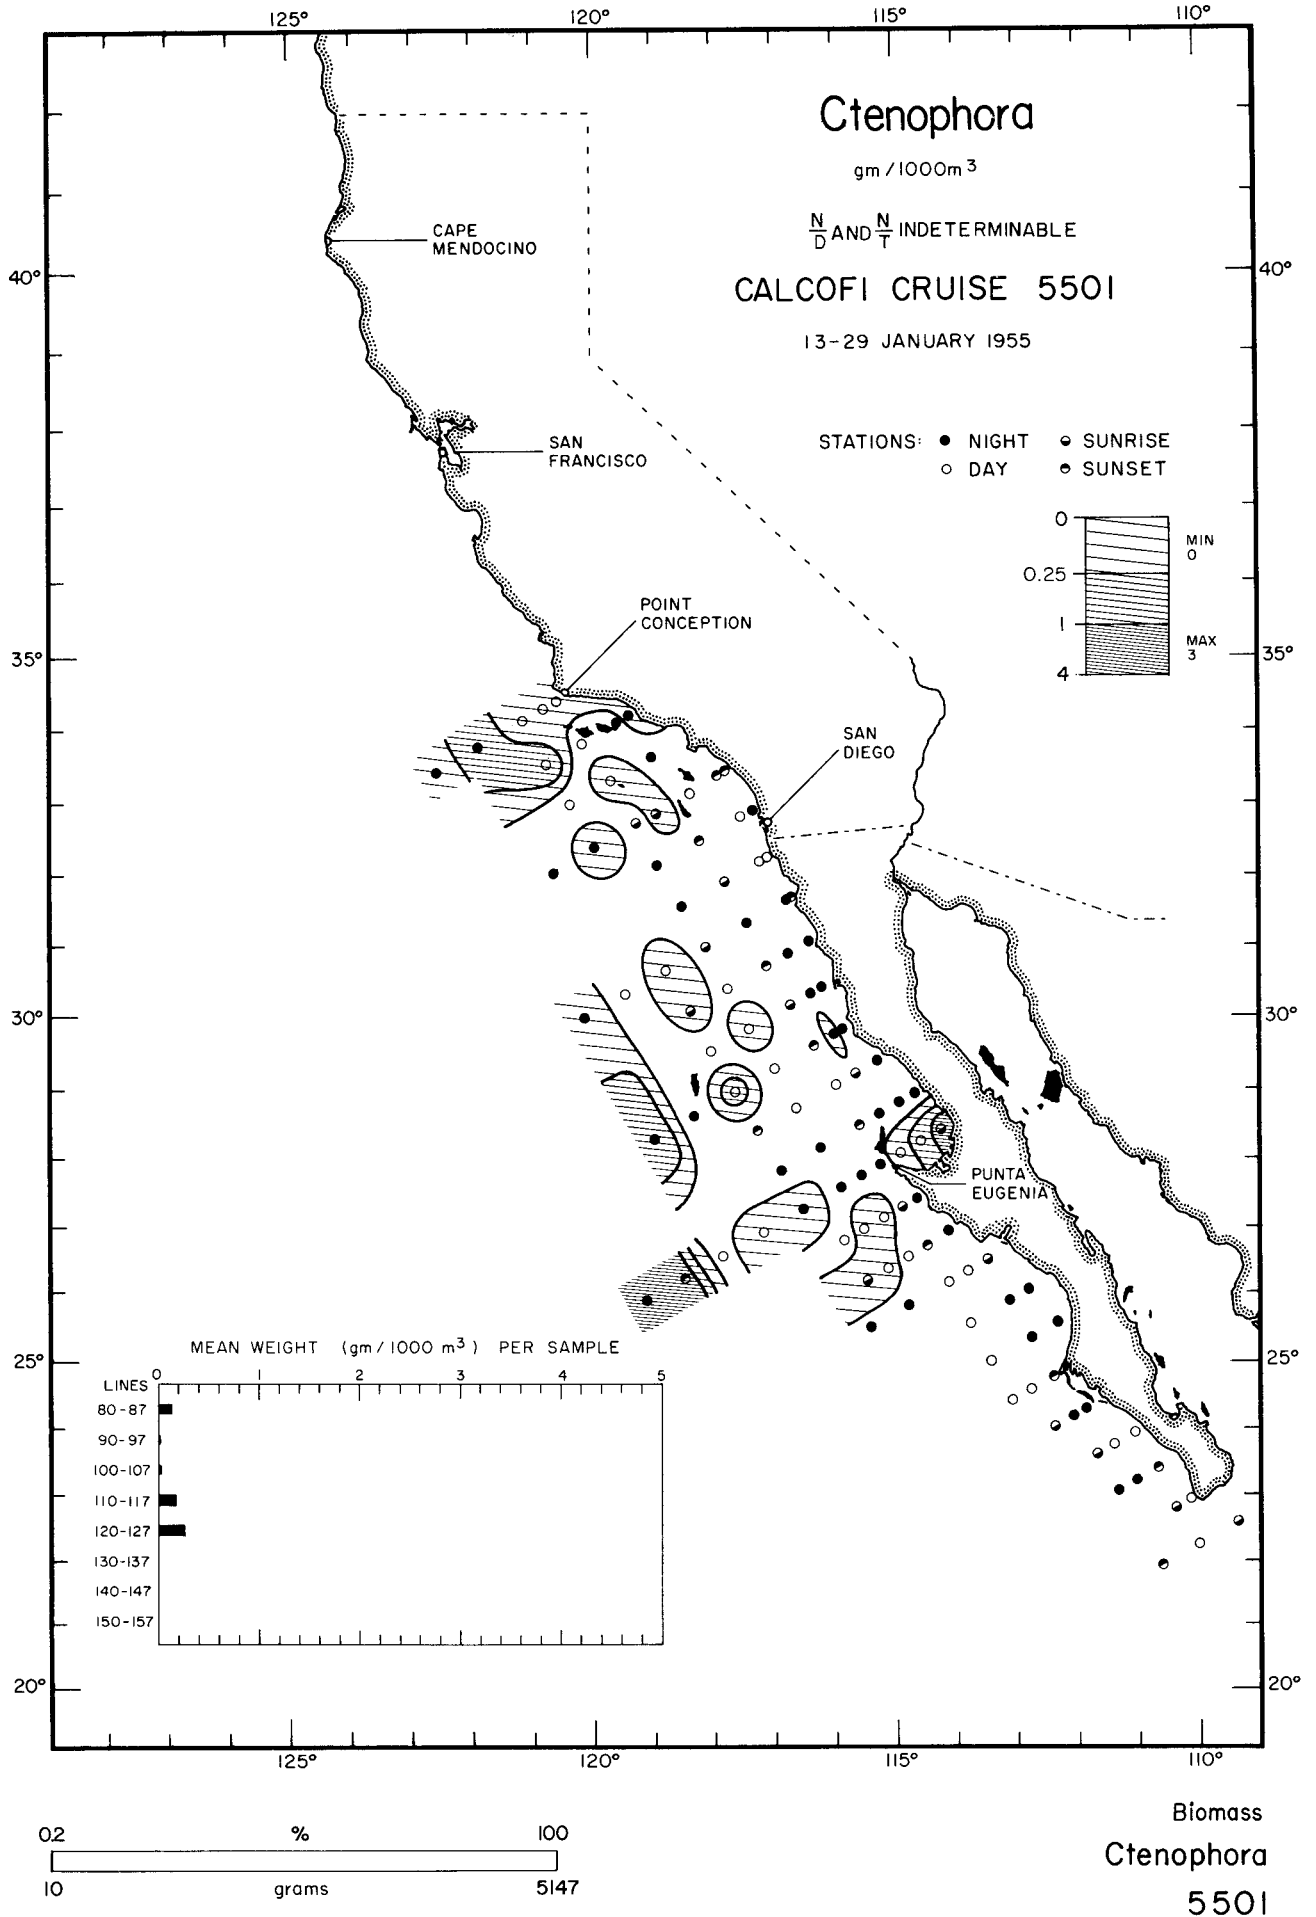 125° 120° 115° 110°
Ctenophora
gm/1000m³
N/D AND N/T INDETERMINABLE
CALCOFI CRUISE 5501
13-29 JANUARY 1955
CAPE
MENDOCINO
40° 40°
STATIONS: ● NIGHT SUNRISE
○ DAY SUNSET
SAN
FRANCISCO
0
MIN
0
0.25
1
MAX
3
4
POINT
CONCEPTION
35° 35°
SAN
DIEGO
30° 30°
PUNTA
EUGENIA
MEAN WEIGHT (gm/1000 m³) PER SAMPLE
25° 25°
LINES 0 1 2 3 4 5
80-87
90-97
100-107
110-117
120-127
130-137
140-147
150-157
20° 20°
125° 120° 115° 110°
Biomass
Ctenophora
5501
0.2 % 100
10 grams 5147